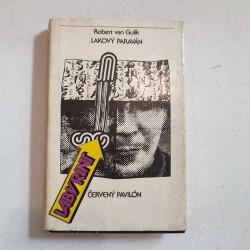 Robert van Gulik
LAKOVÝ PARAVÁN
LABYRINT
ČERVENÝ PAVILÓN